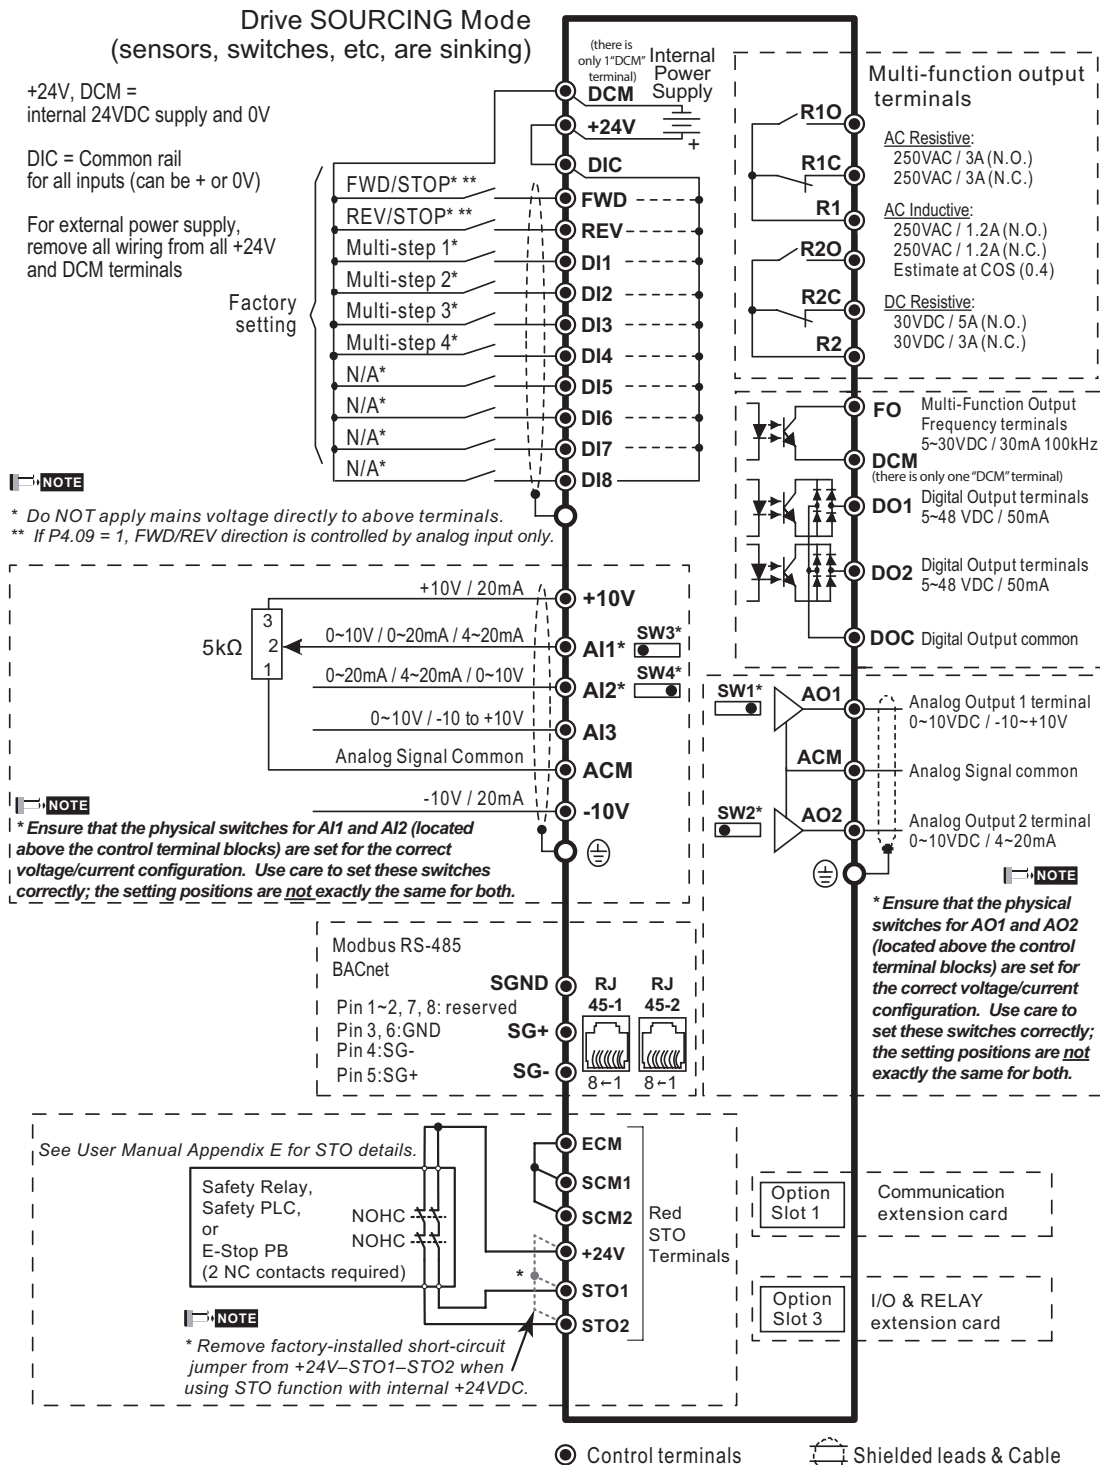 Drive SOURCING Mode
(sensors, switches, etc, are sinking)
+24V, DCM =
internal 24VDC supply and 0V
DIC = Common rail
for all inputs (can be + or 0V)
For external power supply,
remove all wiring from all +24V
and DCM terminals
Factory
setting
FWD/STOP* **
REV/STOP* **
Multi-step 1*
Multi-step 2*
Multi-step 3*
Multi-step 4*
N/A*
N/A*
N/A*
N/A*
(there is
only 1"DCM"
terminal)
Internal
Power
Supply
DCM
+24V
+
DIC
FWD
REV
DI1
DI2
DI3
DI4
DI5
DI6
DI7
DI8
NOTE
* Do NOT apply mains voltage directly to above terminals.
** If P4.09 = 1, FWD/REV direction is controlled by analog input only.
Multi-function output
terminals
R1O
R1C
R1
R2O
R2C
R2
AC Resistive:
250VAC / 3A (N.O.)
250VAC / 3A (N.C.)
AC Inductive:
250VAC / 1.2A (N.O.)
250VAC / 1.2A (N.C.)
Estimate at COS (0.4)
DC Resistive:
30VDC / 5A (N.O.)
30VDC / 3A (N.C.)
FO
Multi-Function Output
Frequency terminals
5~30VDC / 30mA 100kHz
DCM
(there is only one "DCM" terminal)
DO1
Digital Output terminals
5~48 VDC / 50mA
DO2
Digital Output terminals
5~48 VDC / 50mA
DOC Digital Output common
+10V / 20mA
+10V
5kΩ
3
2
1
0~10V / 0~20mA / 4~20mA
AI1*
SW3*
0~20mA / 4~20mA / 0~10V
AI2*
SW4*
0~10V / -10 to +10V
AI3
Analog Signal Common
ACM
-10V / 20mA
-10V
NOTE
* Ensure that the physical switches for AI1 and AI2 (located
above the control terminal blocks) are set for the correct
voltage/current configuration. Use care to set these switches
correctly; the setting positions are not exactly the same for both.
SW1*
AO1
Analog Output 1 terminal
0~10VDC / -10~+10V
ACM
Analog Signal common
SW2*
AO2
Analog Output 2 terminal
0~10VDC / 4~20mA
NOTE
* Ensure that the physical
switches for AO1 and AO2
(located above the control
terminal blocks) are set for
the correct voltage/current
configuration. Use care to
set these switches correctly;
the setting positions are not
exactly the same for both.
Modbus RS-485
BACnet
Pin 1~2, 7, 8: reserved
Pin 3, 6:GND
Pin 4:SG-
Pin 5:SG+
SGND
SG+
SG-
RJ
45-1
RJ
45-2
8←1
8←1
See User Manual Appendix E for STO details.
Safety Relay,
Safety PLC,
or
E-Stop PB
(2 NC contacts required)
NOHC
NOHC
ECM
SCM1
SCM2
+24V
*
STO1
STO2
Red
STO
Terminals
NOTE
* Remove factory-installed short-circuit
jumper from +24V–STO1–STO2 when
using STO function with internal +24VDC.
Option
Slot 1
Communication
extension card
Option
Slot 3
I/O & RELAY
extension card
Control terminals
Shielded leads & Cable